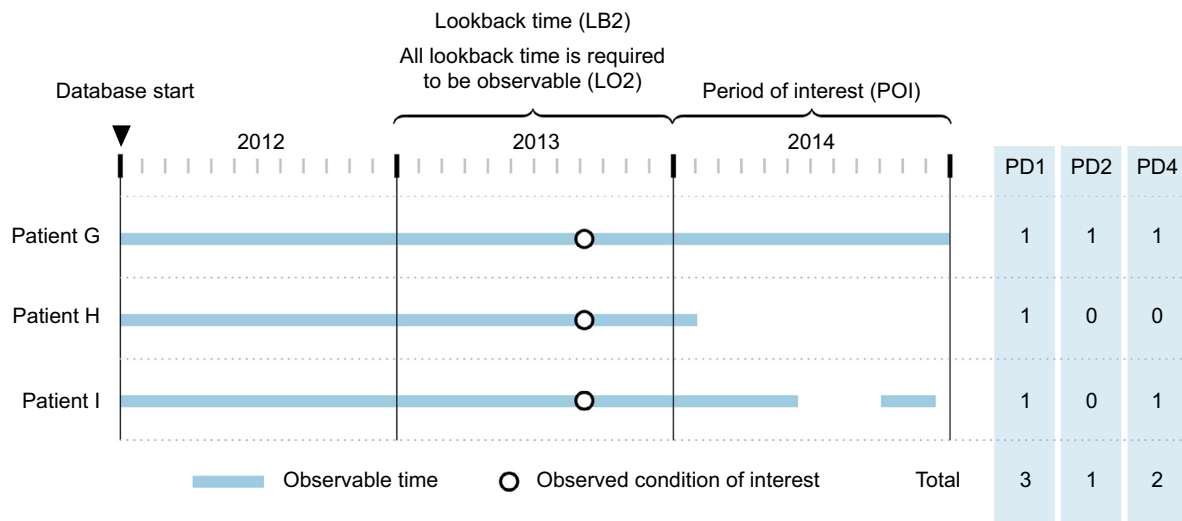 Lookback time (LB2)
All lookback time is required
to be observable (LO2)
Database start
Period of interest (POI)
2012
2013
2014
PD1 PD2 PD4
Patient G 1 1 1
Patient H 1 0 0
Patient I 1 0 1
Observable time
Observed condition of interest
Total 3 1 2